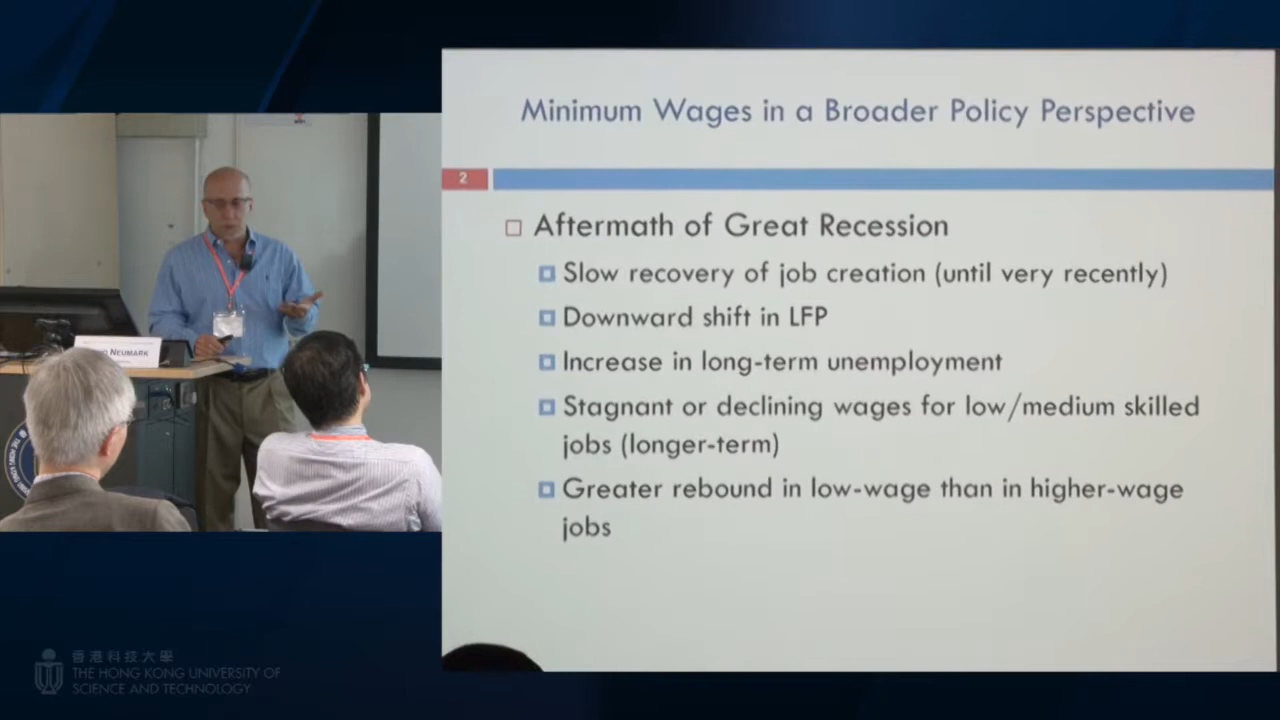 Minimum Wages in a Broader Policy Perspective
2
Aftermath of Great Recession
Slow recovery of job creation (until very recently)
Downward shift in LFP
Increase in long-term unemployment
Stagnant or declining wages for low/medium skilled
jobs (longer-term)
Greater rebound in low-wage than in higher-wage
jobs
NEUMARK
香港科技大學
THE HONG KONG UNIVERSITY OF
SCIENCE AND TECHNOLOGY